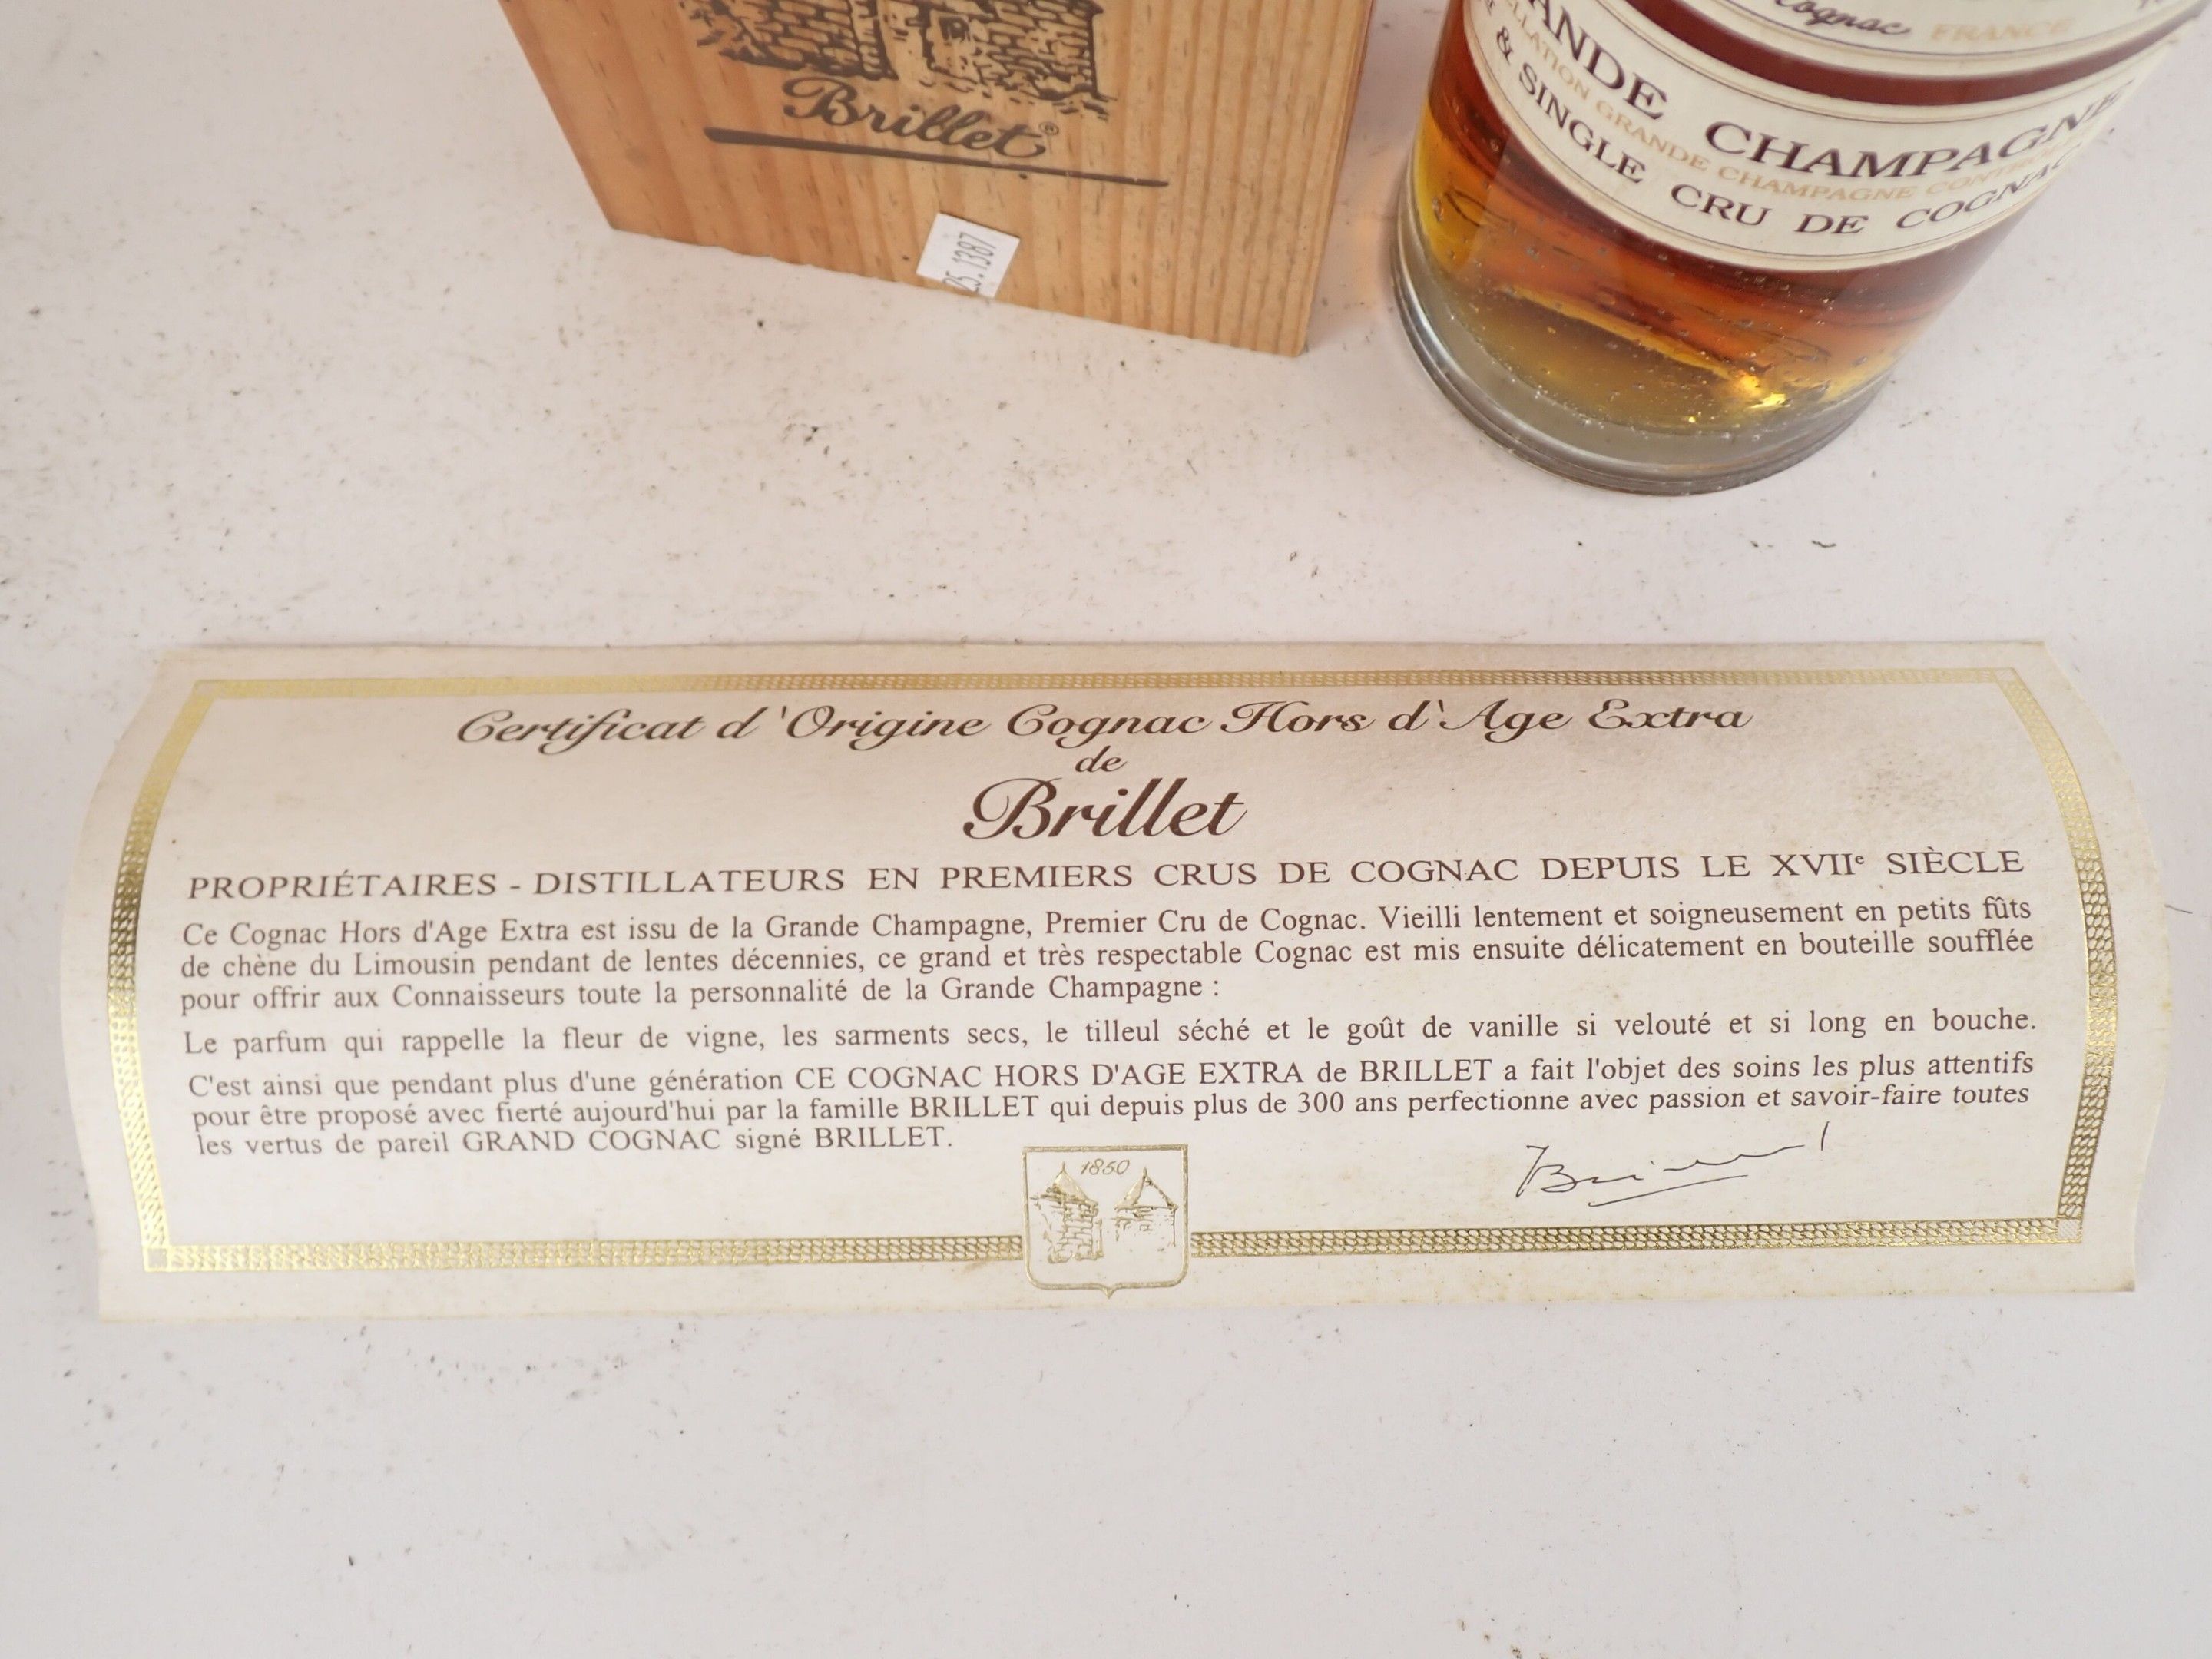 Brillet®
25.1387
Cognac FRANCE
ANDE CHAMPAGNE
GRANDE CHAMPAGNE
& SINGLE CRU DE COGNAC
Certificat d'Origine Cognac Hors d'Age Extra
de
Brillet
PROPRIÉTAIRES - DISTILLATEURS EN PREMIERS CRUS DE COGNAC DEPUIS LE XVIIe SIÈCLE
Ce Cognac Hors d'Age Extra est issu de la Grande Champagne, Premier Cru de Cognac. Vieilli lentement et soigneusement en petits fûts
de chène du Limousin pendant de lentes décennies, ce grand et très respectable Cognac est mis ensuite délicatement en bouteille soufflée
pour offrir aux Connaisseurs toute la personnalité de la Grande Champagne :
Le parfum qui rappelle la fleur de vigne, les sarments secs, le tilleul séché et le goût de vanille si velouté et si long en bouche.
C'est ainsi que pendant plus d'une génération CE COGNAC HORS D'AGE EXTRA de BRILLET a fait l'objet des soins les plus attentifs
pour être proposé avec fierté aujourd'hui par la famille BRILLET qui depuis plus de 300 ans perfectionne avec passion et savoir-faire toutes
les vertus de pareil GRAND COGNAC signé BRILLET.
1850